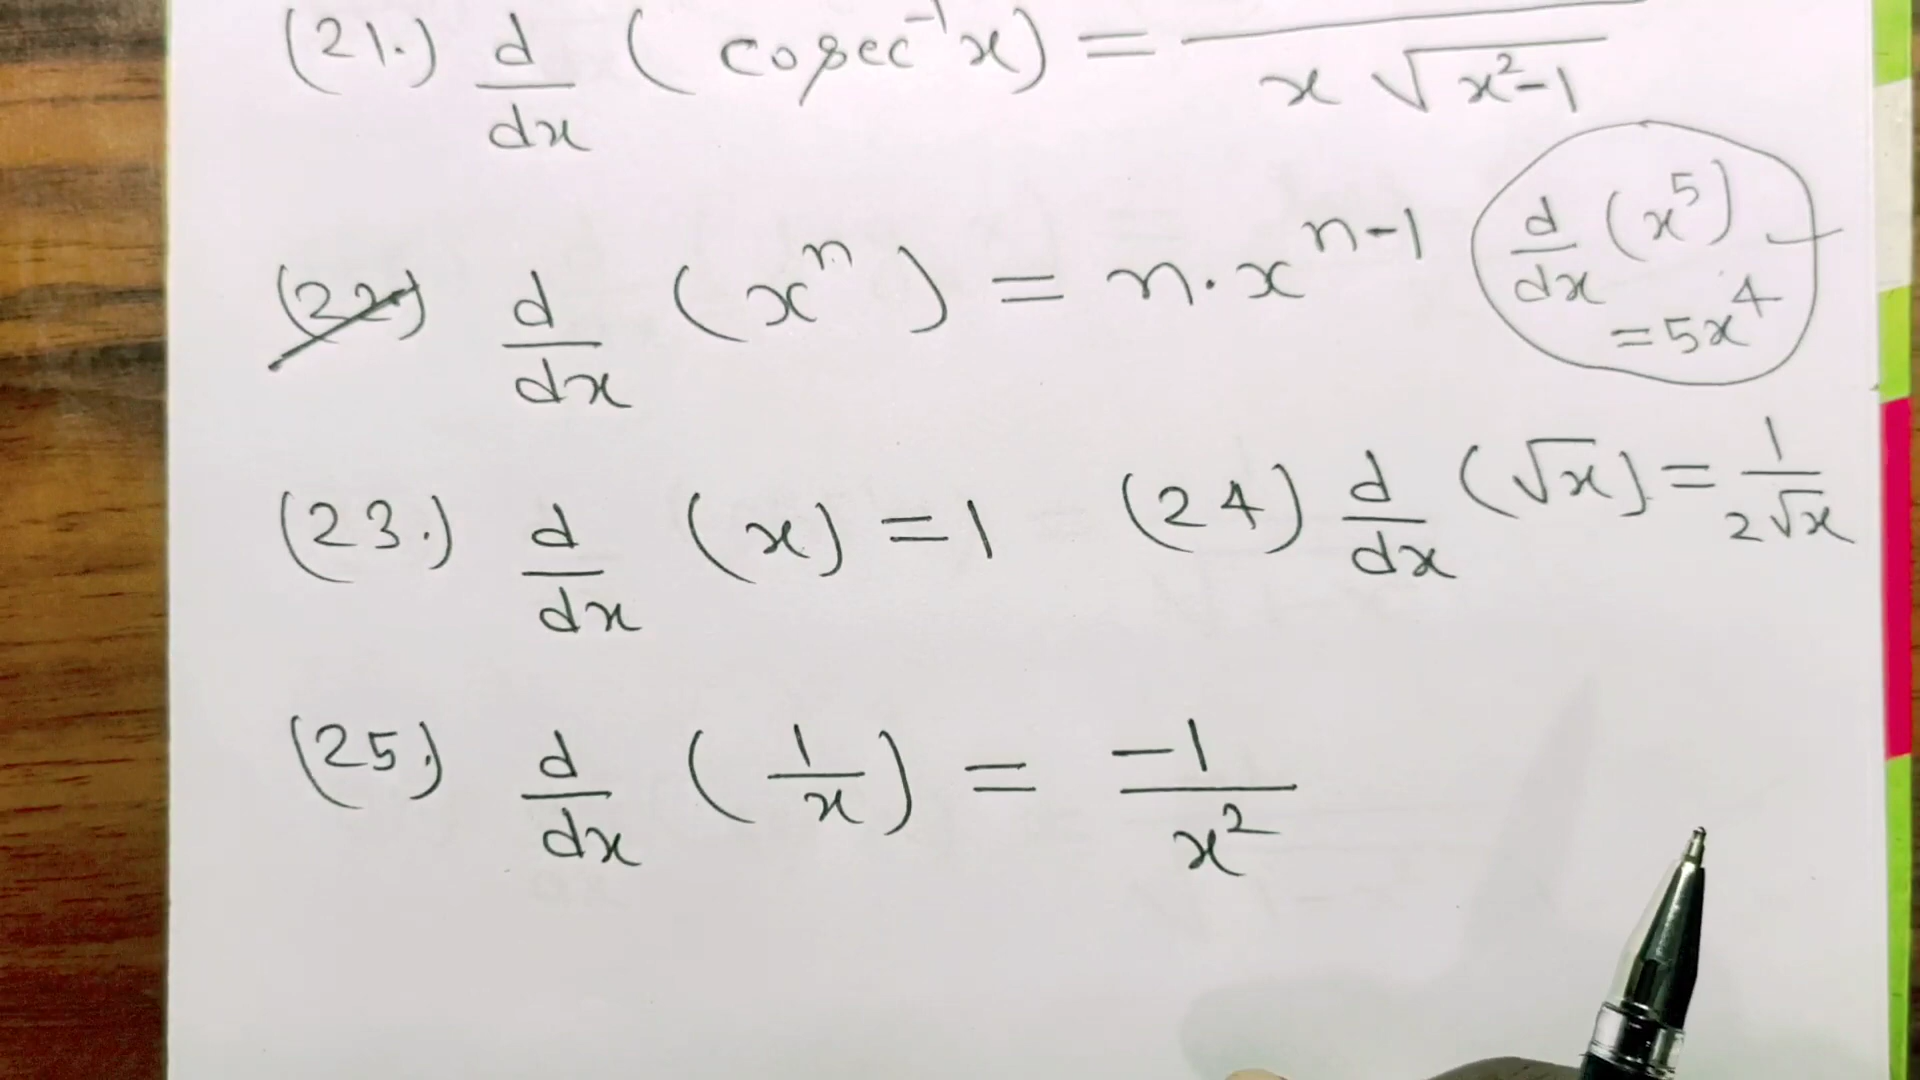 (21.) d/dx (cosec⁻¹x) = /x√x²-1
(22.) d/dx (xⁿ) = n·xⁿ⁻¹
d/dx (x⁵)
= 5x⁴
(23.) d/dx (x) = 1
(24) d/dx (√x) = 1/2√x
(25.) d/dx (1/x) = -1/x²